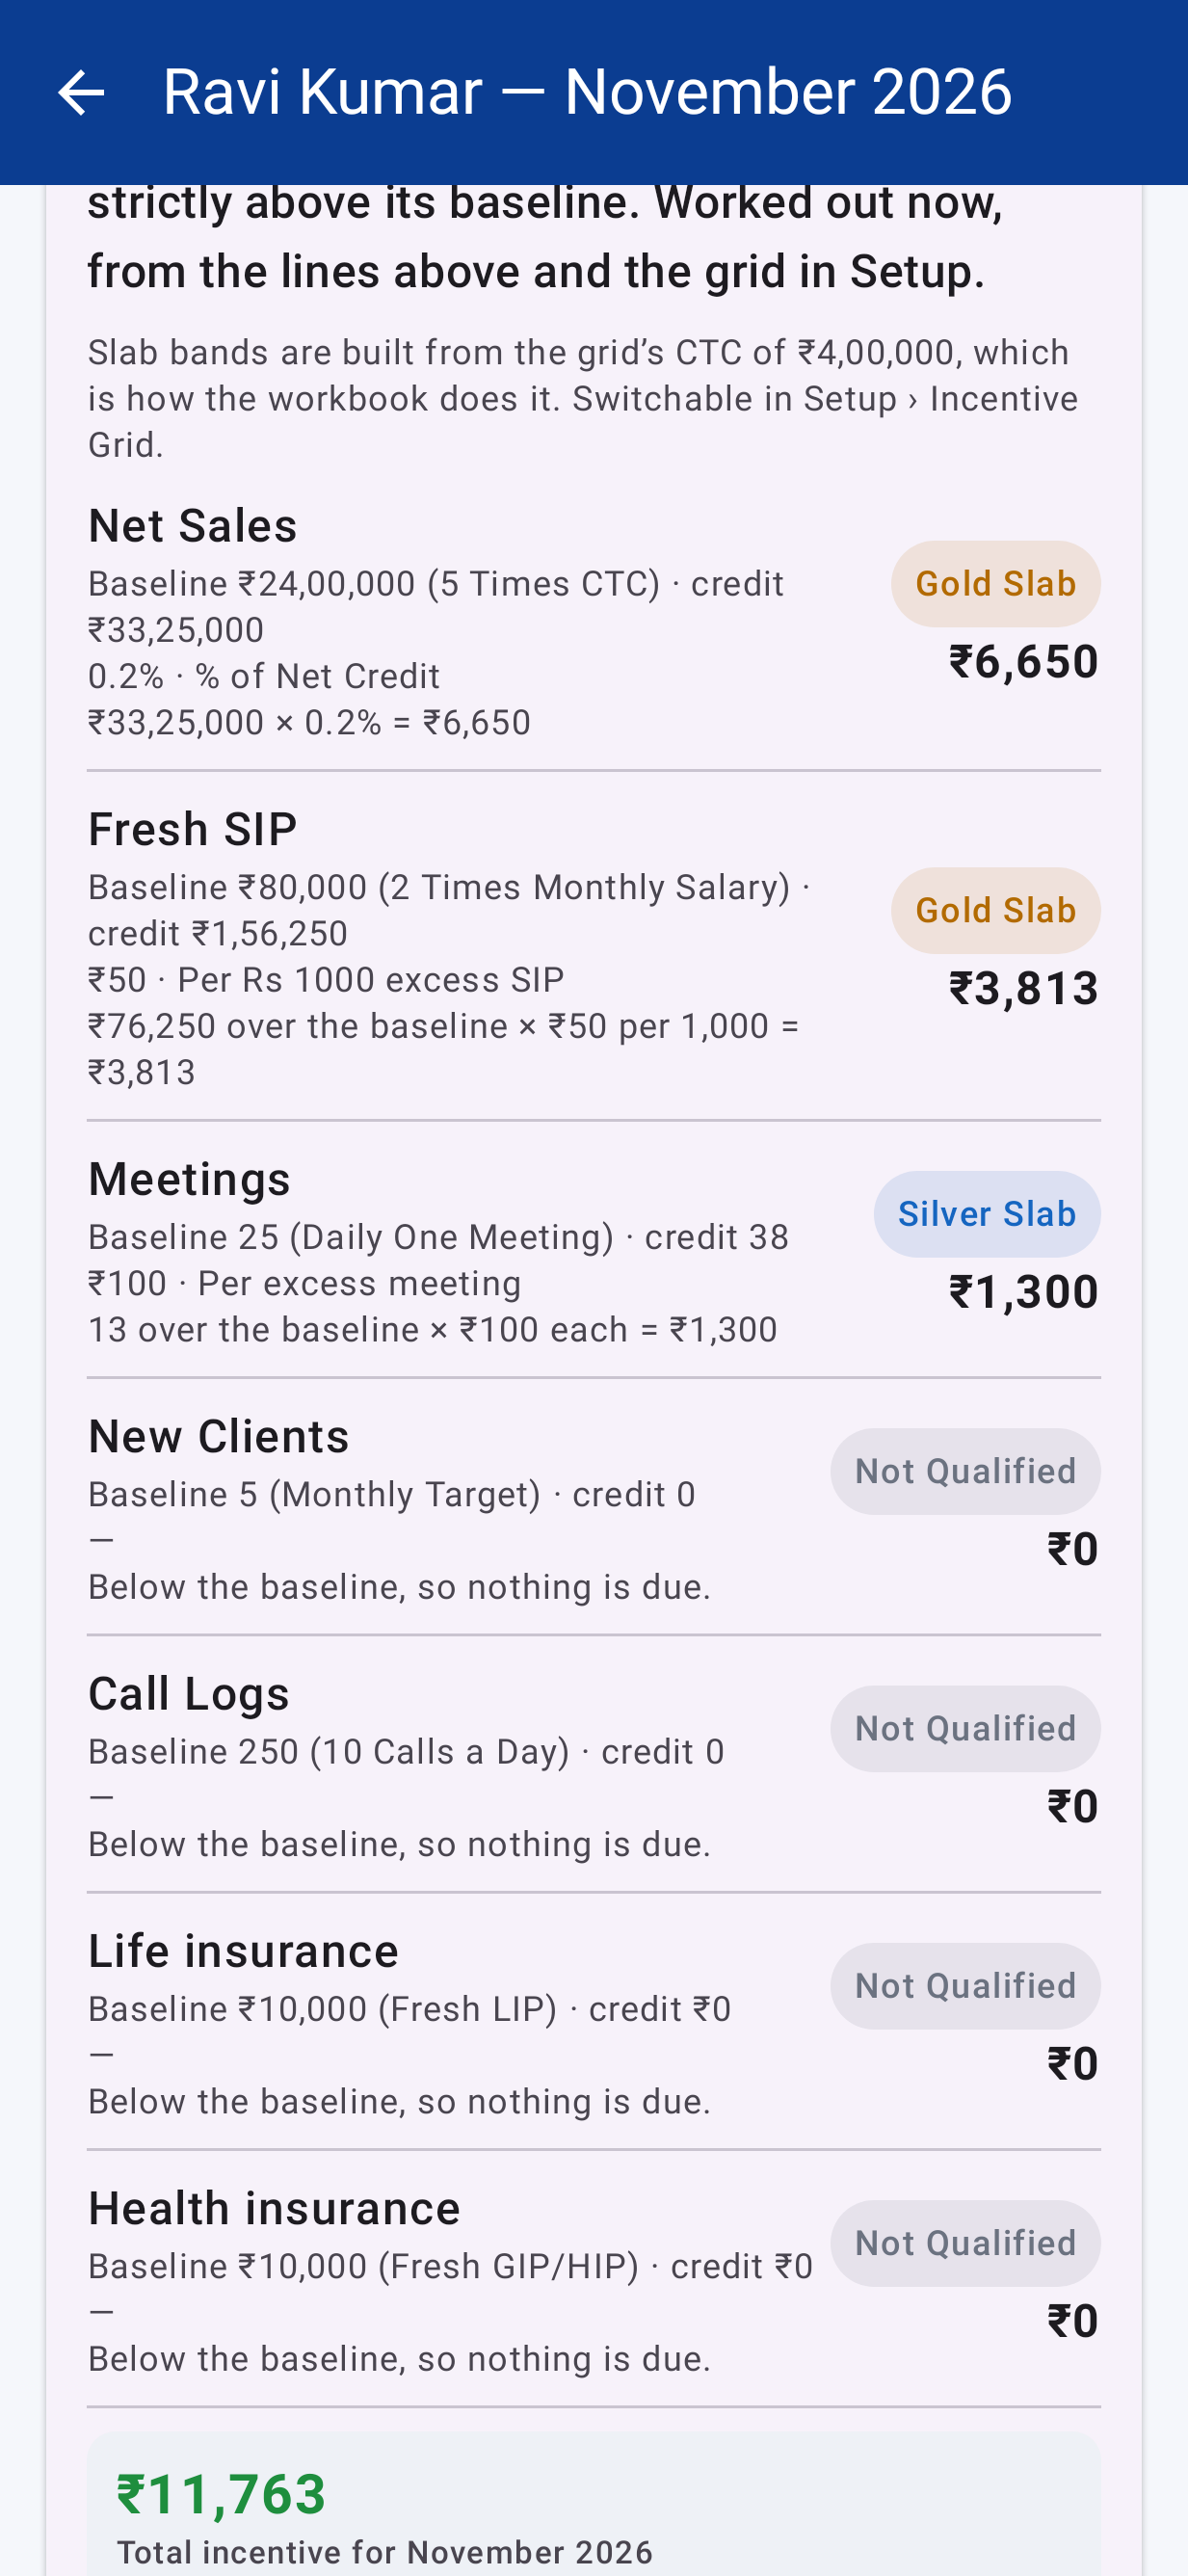 Ravi Kumar — November 2026
strictly above its baseline. Worked out now,
from the lines above and the grid in Setup.
Slab bands are built from the grid’s CTC of ₹4,00,000, which
is how the workbook does it. Switchable in Setup › Incentive
Grid.
Net Sales
Baseline ₹24,00,000 (5 Times CTC) · credit
₹33,25,000
0.2% · % of Net Credit
₹33,25,000 × 0.2% = ₹6,650
Gold Slab
₹6,650
Fresh SIP
Baseline ₹80,000 (2 Times Monthly Salary) ·
credit ₹1,56,250
₹50 · Per Rs 1000 excess SIP
₹76,250 over the baseline × ₹50 per 1,000 =
₹3,813
Gold Slab
₹3,813
Meetings
Baseline 25 (Daily One Meeting) · credit 38
₹100 · Per excess meeting
13 over the baseline × ₹100 each = ₹1,300
Silver Slab
₹1,300
New Clients
Baseline 5 (Monthly Target) · credit 0
—
Below the baseline, so nothing is due.
Not Qualified
₹0
Call Logs
Baseline 250 (10 Calls a Day) · credit 0
—
Below the baseline, so nothing is due.
Not Qualified
₹0
Life insurance
Baseline ₹10,000 (Fresh LIP) · credit ₹0
—
Below the baseline, so nothing is due.
Not Qualified
₹0
Health insurance
Baseline ₹10,000 (Fresh GIP/HIP) · credit ₹0
—
Below the baseline, so nothing is due.
Not Qualified
₹0
₹11,763
Total incentive for November 2026